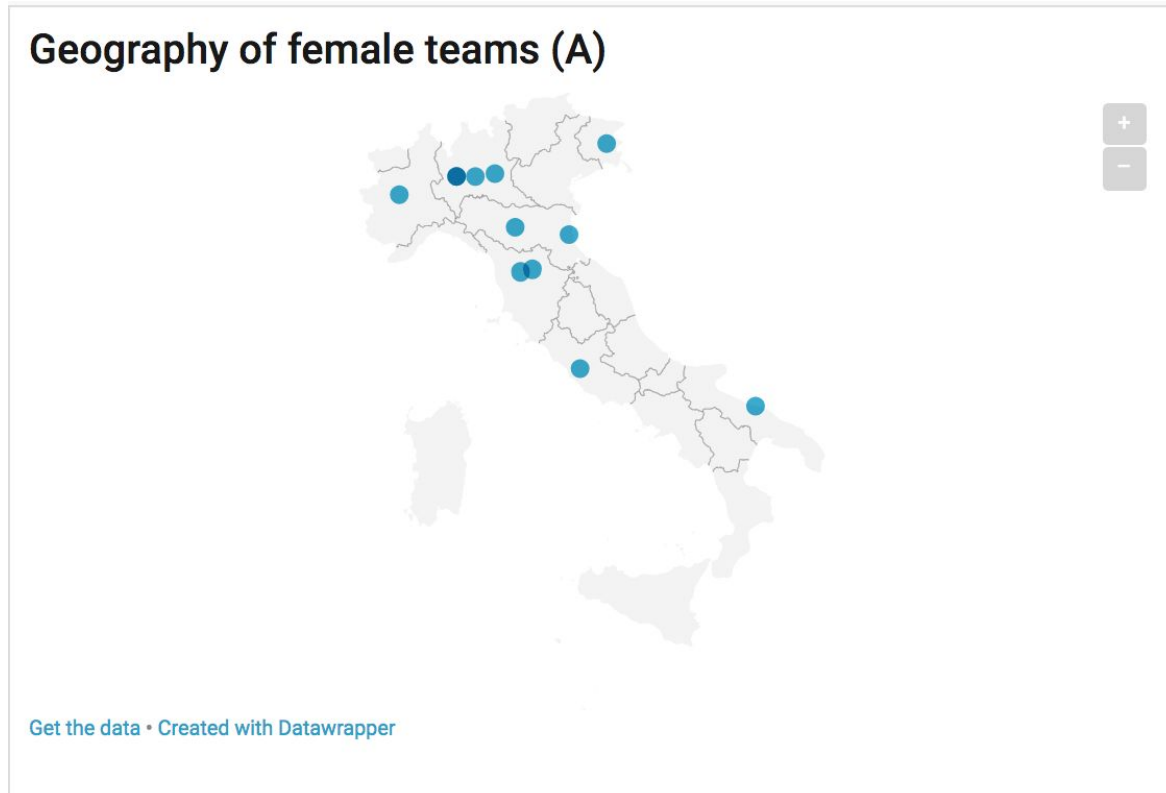 Geography of female teams (A)
+
−
Get the data • Created with Datawrapper